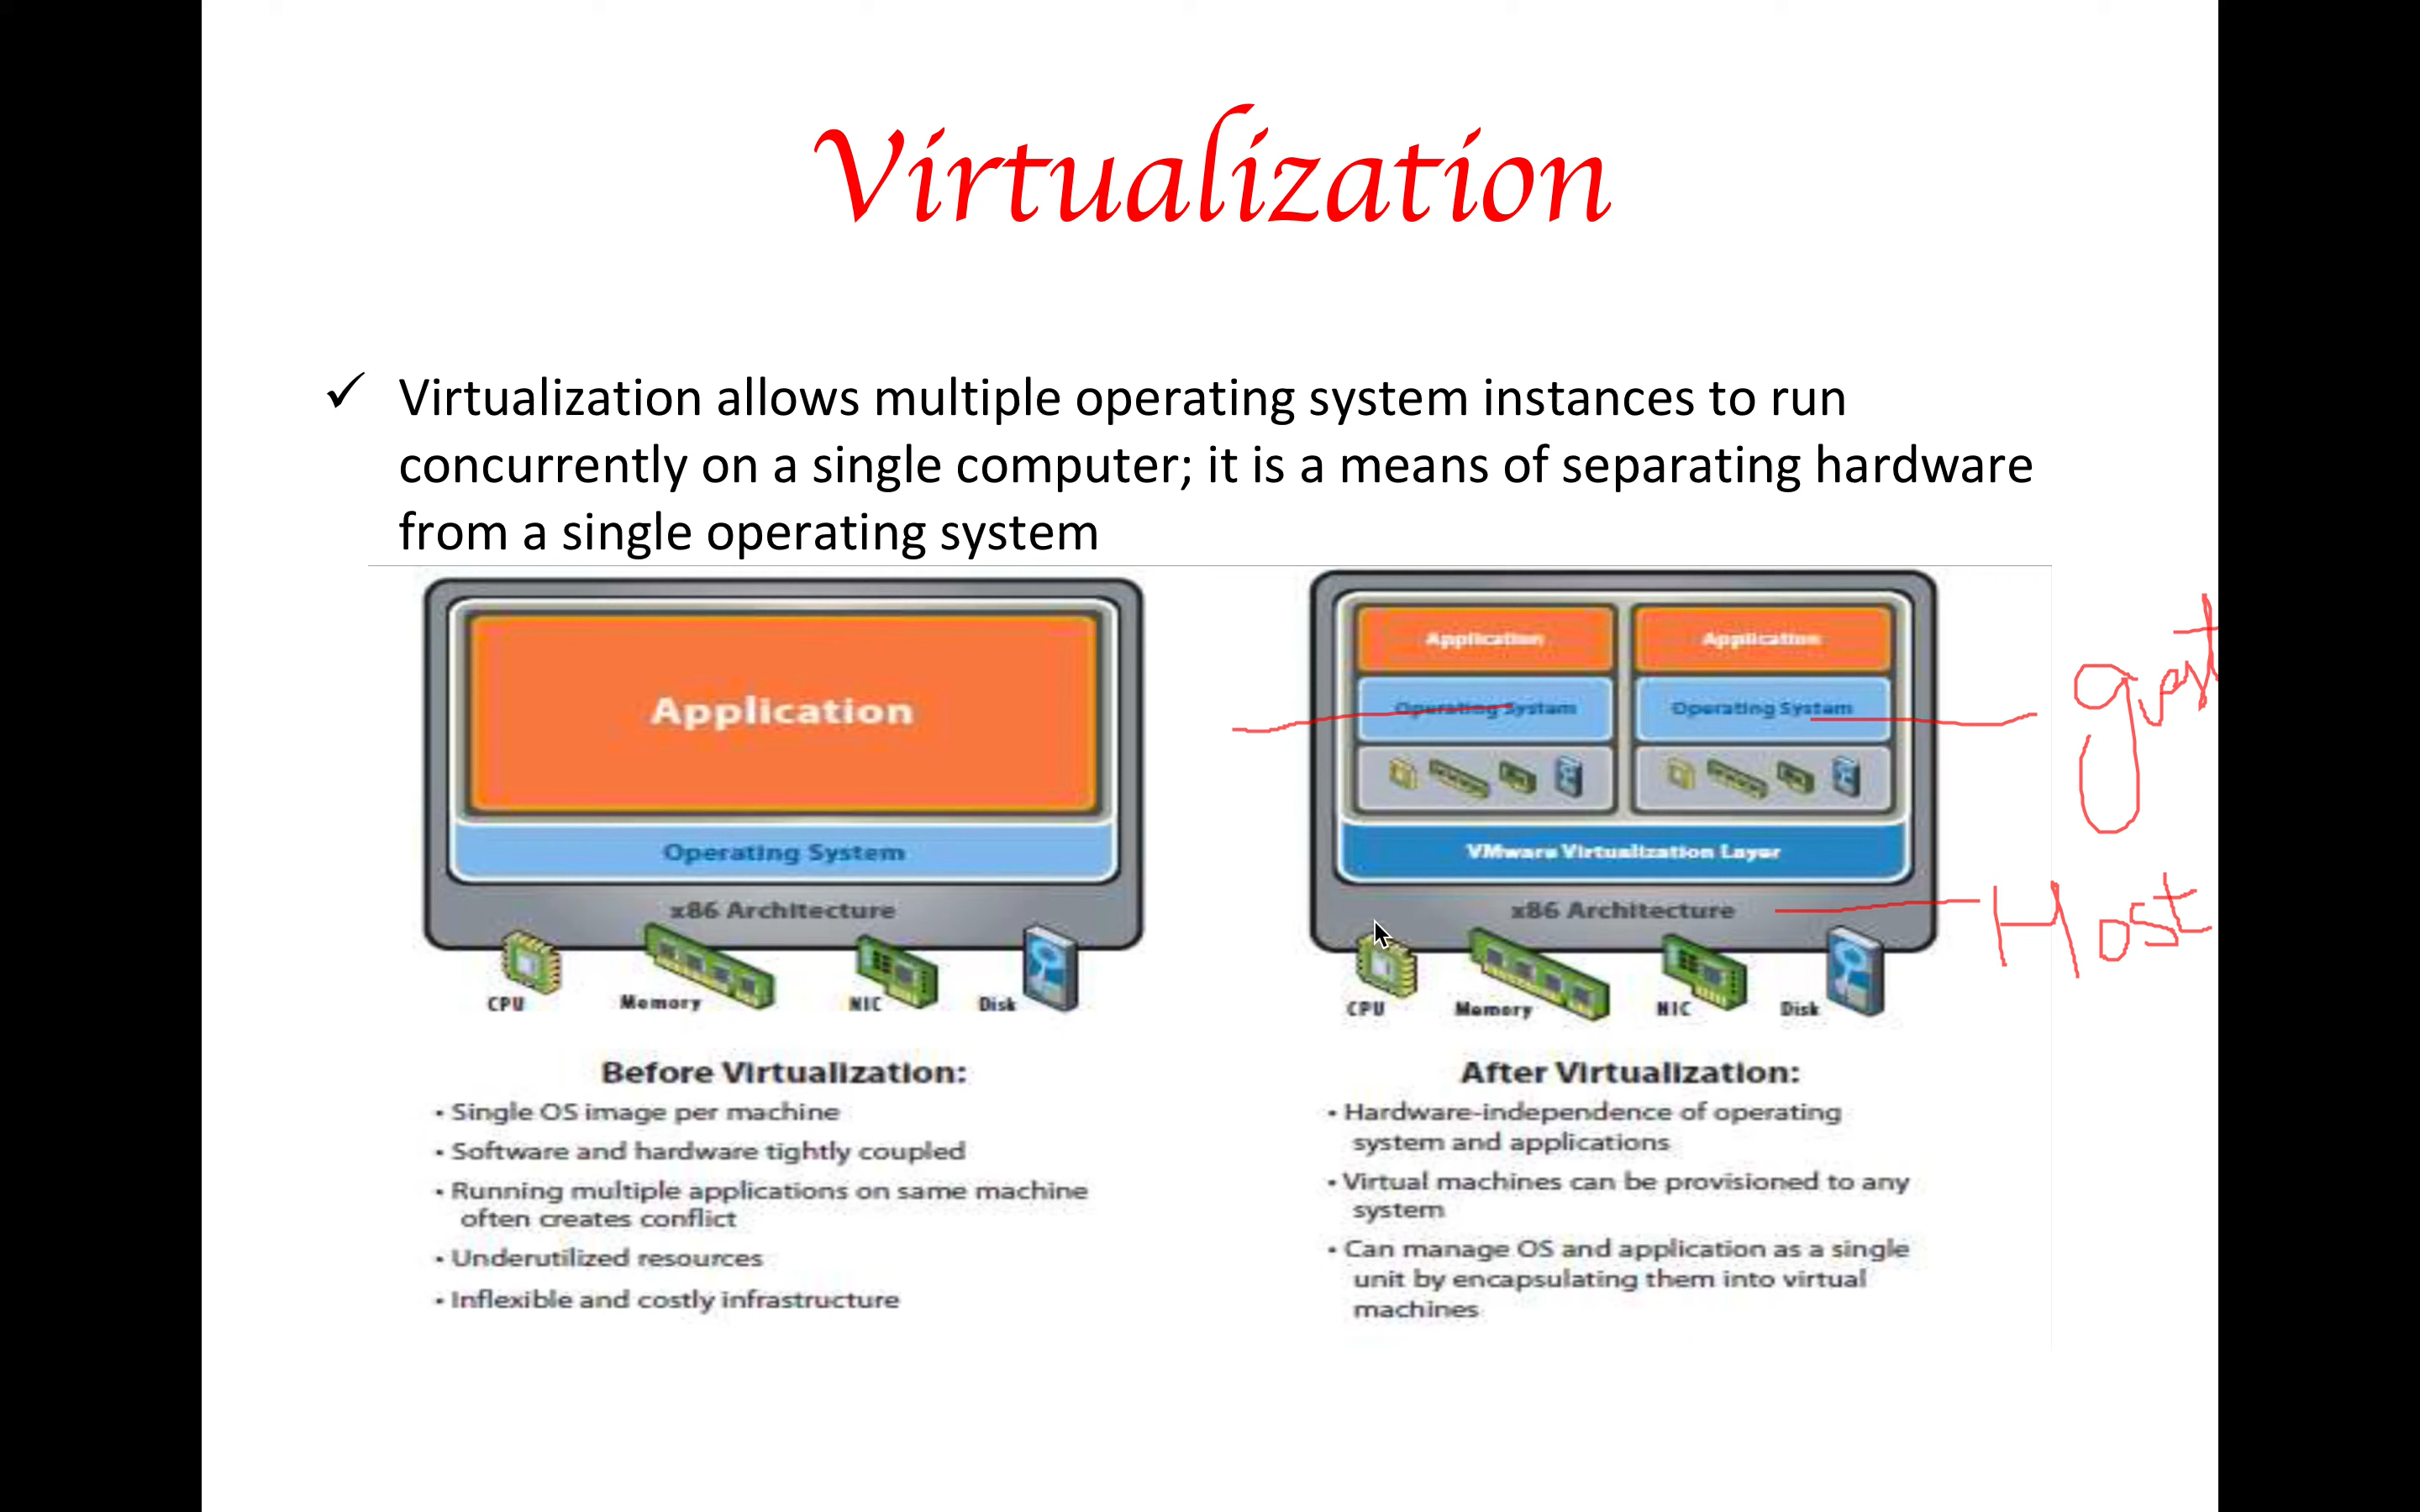 Virtualization
✓ Virtualization allows multiple operating system instances to run
concurrently on a single computer; it is a means of separating hardware
from a single operating system
Application
Operating System
x86 Architecture
CPU Memory NIC Disk
Before Virtualization:
• Single OS image per machine
• Software and hardware tightly coupled
• Running multiple applications on same machine
often creates conflict
• Underutilized resources
• Inflexible and costly infrastructure
Application Application
Operating System Operating System
VMware Virtualization Layer
x86 Architecture
CPU Memory NIC Disk
After Virtualization:
• Hardware-independence of operating
system and applications
• Virtual machines can be provisioned to any
system
• Can manage OS and application as a single
unit by encapsulating them into virtual
machines
Host